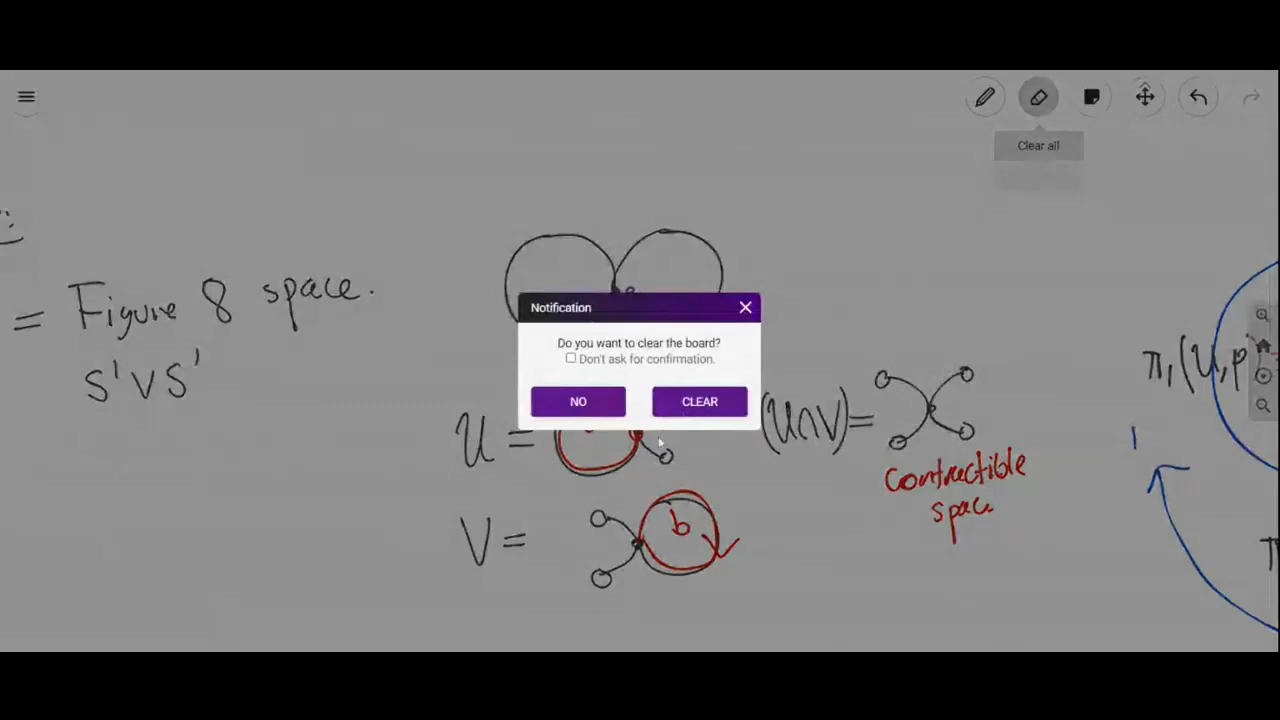 Clear all
= Figure 8 space.
S¹ V S¹
Notification
Do you want to clear the board?
Don't ask for confirmation.
NO
CLEAR
U =
(U∩V) =
contractible
space
V =
b
π₁(U, p